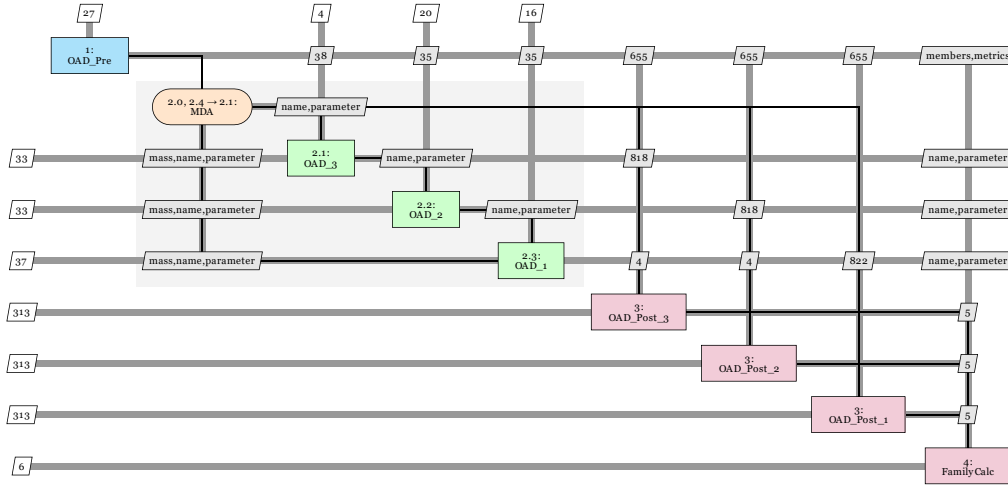 27
4
20
16
1:
OAD_Pre
38
35
35
655
655
655
members,metrics
2.0, 2.4 → 2.1:
MDA
name,parameter
33
mass,name,parameter
2.1:
OAD_3
name,parameter
818
name,parameter
33
mass,name,parameter
2.2:
OAD_2
name,parameter
818
name,parameter
37
mass,name,parameter
2.3:
OAD_1
4
4
822
name,parameter
313
3:
OAD_Post_3
5
313
3:
OAD_Post_2
5
313
3:
OAD_Post_1
5
6
4:
FamilyCalc